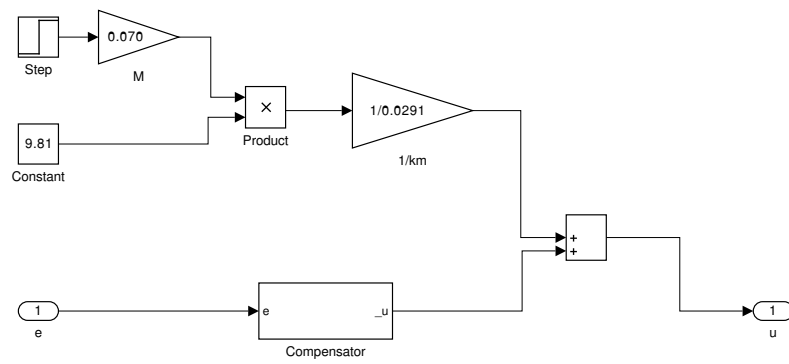 Step
0.070
M
9.81
Constant
×
Product
1/0.0291
1/km
+
+
1
e
e
_u
Compensator
1
u